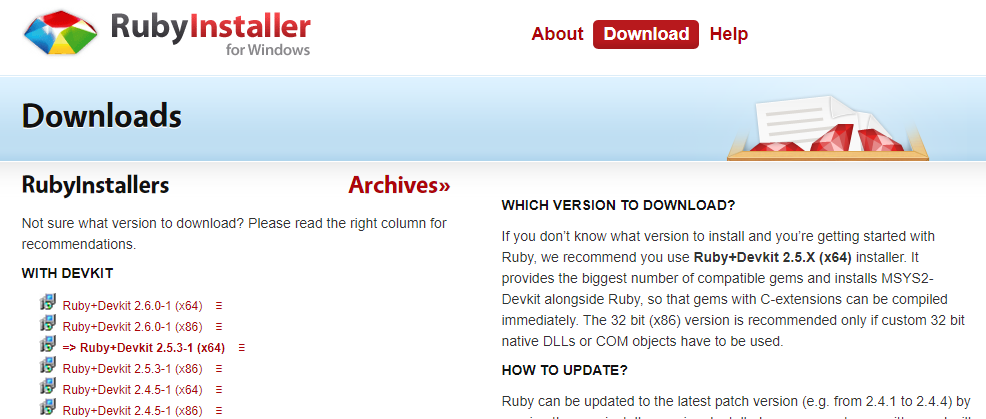 RubyInstaller
for Windows
About Download Help
Downloads
RubyInstallers Archives»
Not sure what version to download? Please read the right column for
recommendations.
WITH DEVKIT
Ruby+Devkit 2.6.0-1 (x64) ≡
Ruby+Devkit 2.6.0-1 (x86) ≡
=> Ruby+Devkit 2.5.3-1 (x64) ≡
Ruby+Devkit 2.5.3-1 (x86) ≡
Ruby+Devkit 2.4.5-1 (x64) ≡
Ruby+Devkit 2.4.5-1 (x86) ≡
WHICH VERSION TO DOWNLOAD?
If you don’t know what version to install and you’re getting started with
Ruby, we recommend you use Ruby+Devkit 2.5.X (x64) installer. It
provides the biggest number of compatible gems and installs MSYS2-
Devkit alongside Ruby, so that gems with C-extensions can be compiled
immediately. The 32 bit (x86) version is recommended only if custom 32 bit
native DLLs or COM objects have to be used.
HOW TO UPDATE?
Ruby can be updated to the latest patch version (e.g. from 2.4.1 to 2.4.4) by